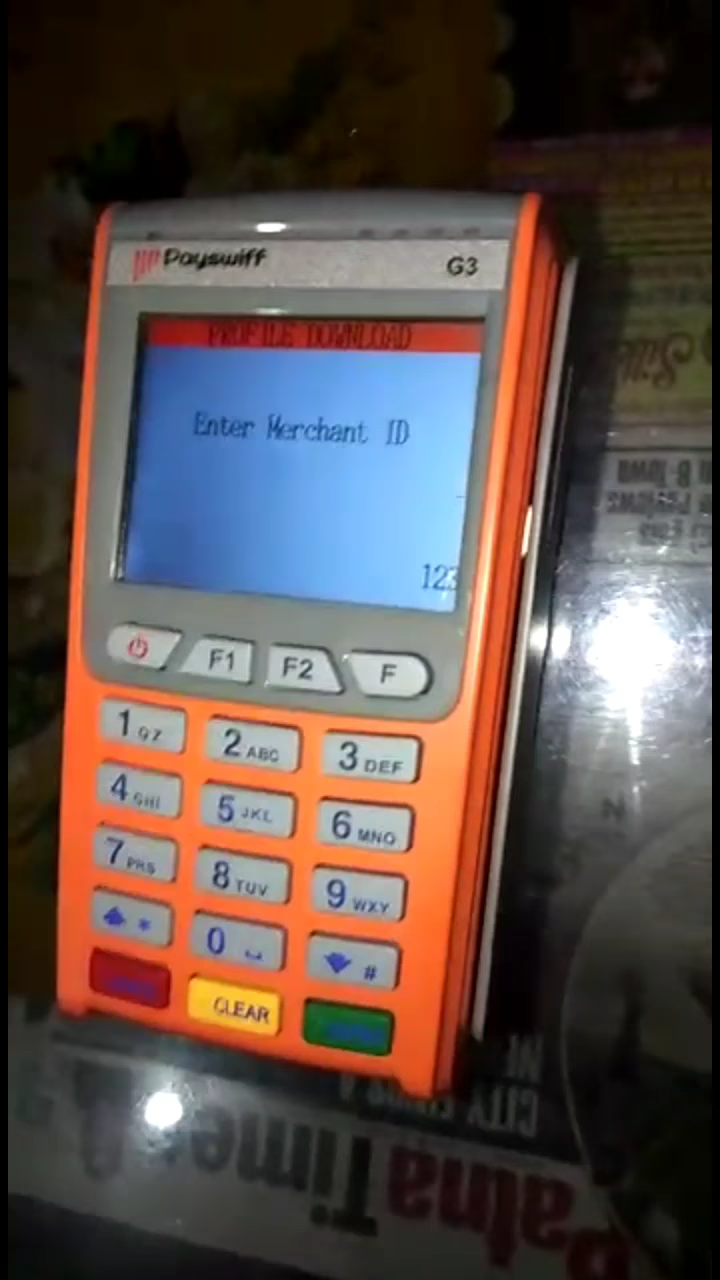 Payswiff
G3
PROFILE DOWNLOAD
Enter Merchant ID
123
F1 F2 F
1 QZ 2 ABC 3 DEF
4 GHI 5 JKL 6 MNO
7 PRS 8 TUV 9 WXY
* 0 #
CLEAR
Patna Times